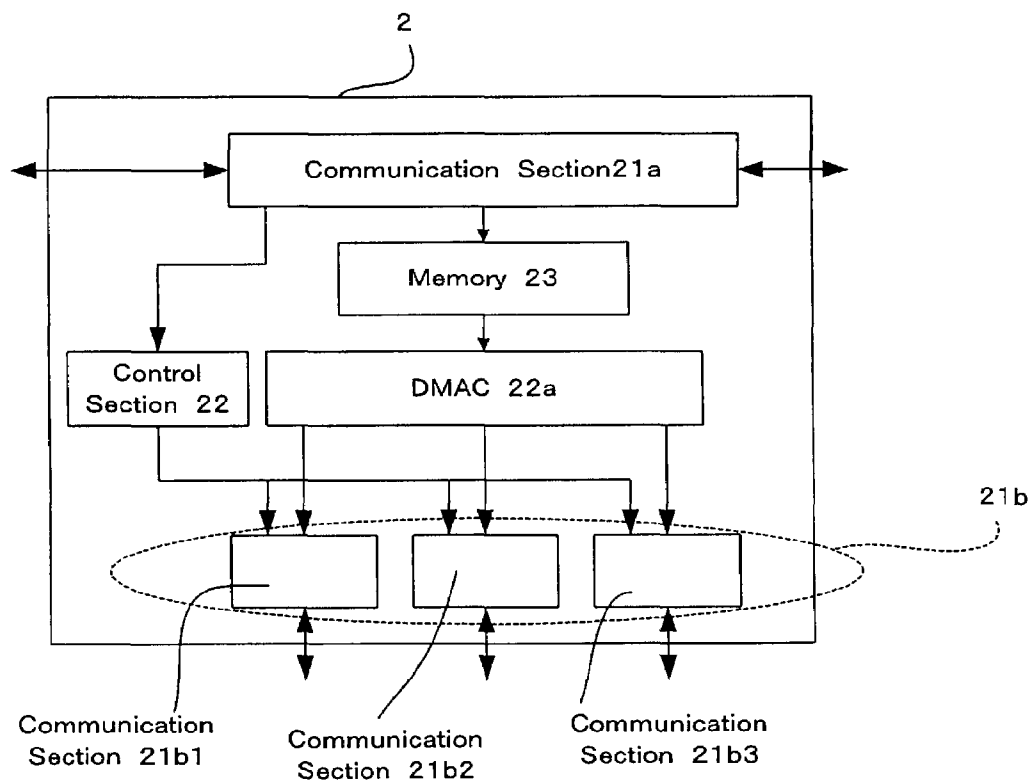 2
Communication Section21a
Memory 23
Control
Section 22
DMAC 22a
21b
Communication
Section 21b1
Communication
Section 21b2
Communication
Section 21b3